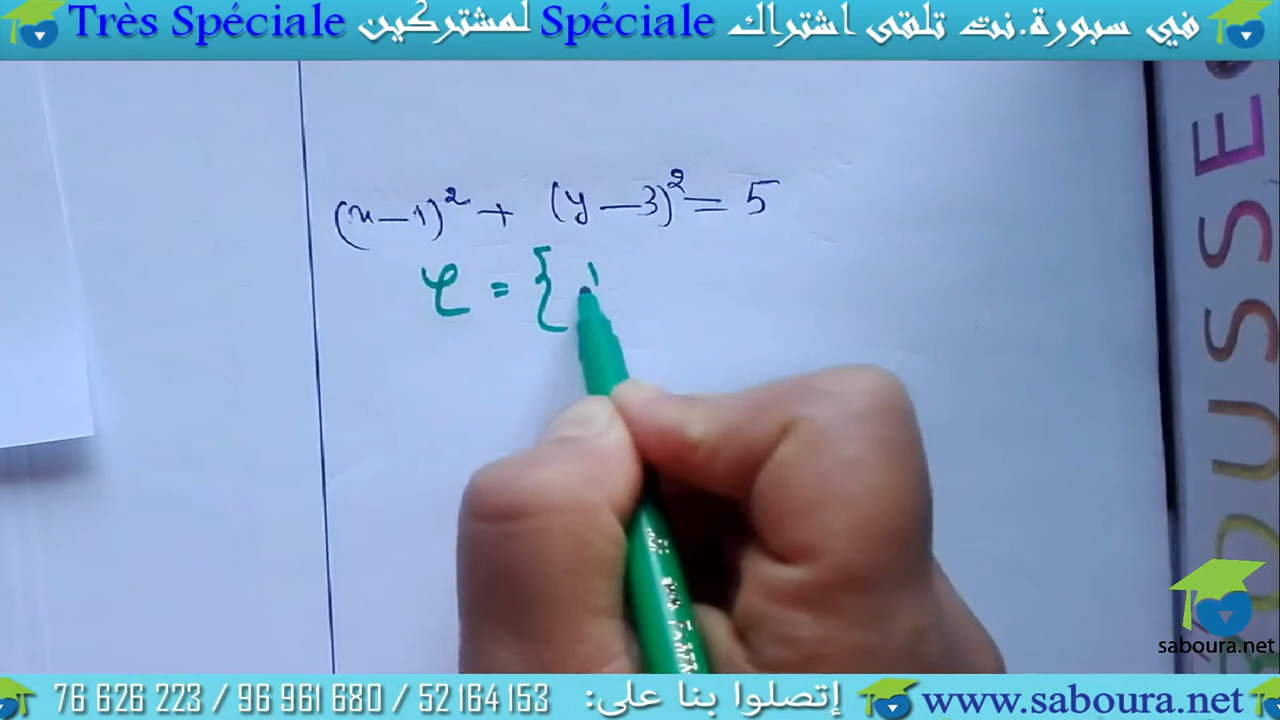 في سبورة.نت تلقى اشتراك Spéciale لمشتركين Très Spéciale
(x-1)² + (y-3)² = 5
φ = {
saboura.net
76 626 223 / 96 961 680 / 52 164 153 إتصلوا بنا على: www.saboura.net